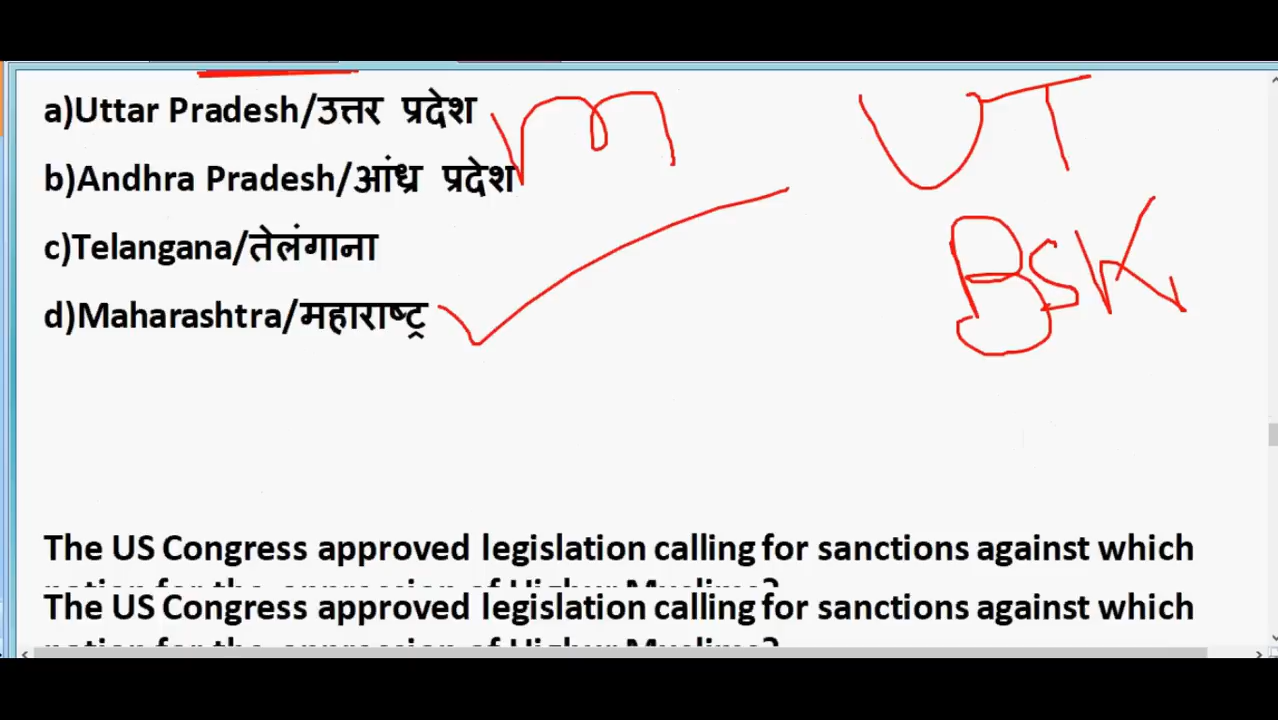 a)Uttar Pradesh/उत्तर प्रदेश
b)Andhra Pradesh/आंध्र प्रदेश
c)Telangana/तेलंगाना
d)Maharashtra/महाराष्ट्र
m
UT
BSK
The US Congress approved legislation calling for sanctions against which
The US Congress approved legislation calling for sanctions against which